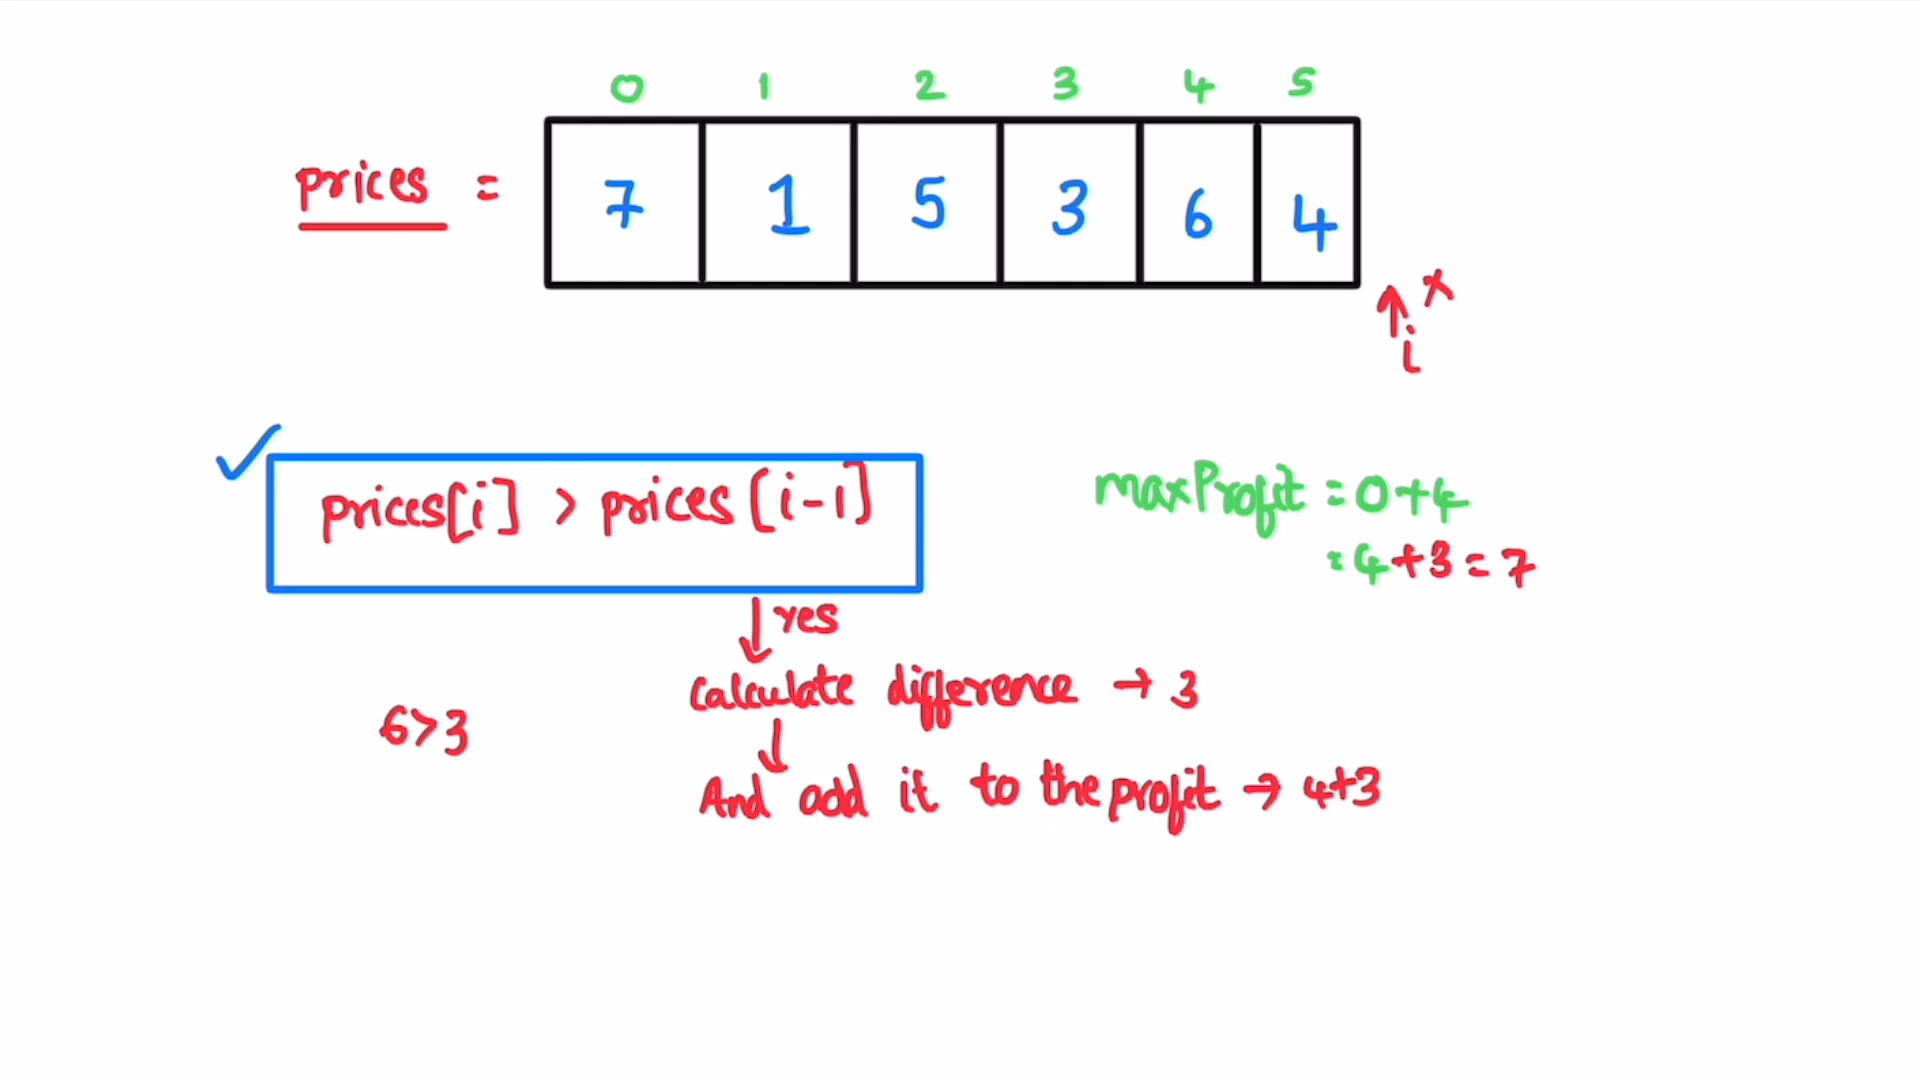 0 1 2 3 4 5
prices = 7 1 5 3 6 4
x
i
prices[i] > prices[i-1]
maxProfit = 0+4
= 4+3 = 7
yes
calculate difference → 3
6>3
And add it to the profit → 4+3